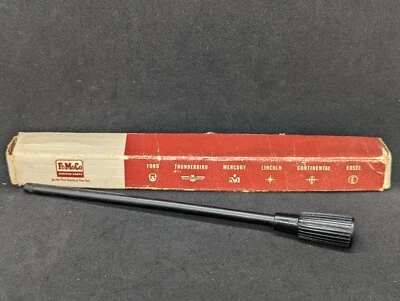 FoMoCo
GENUINE PARTS
FORD THUNDERBIRD MERCURY LINCOLN CONTINENTAL EDSEL